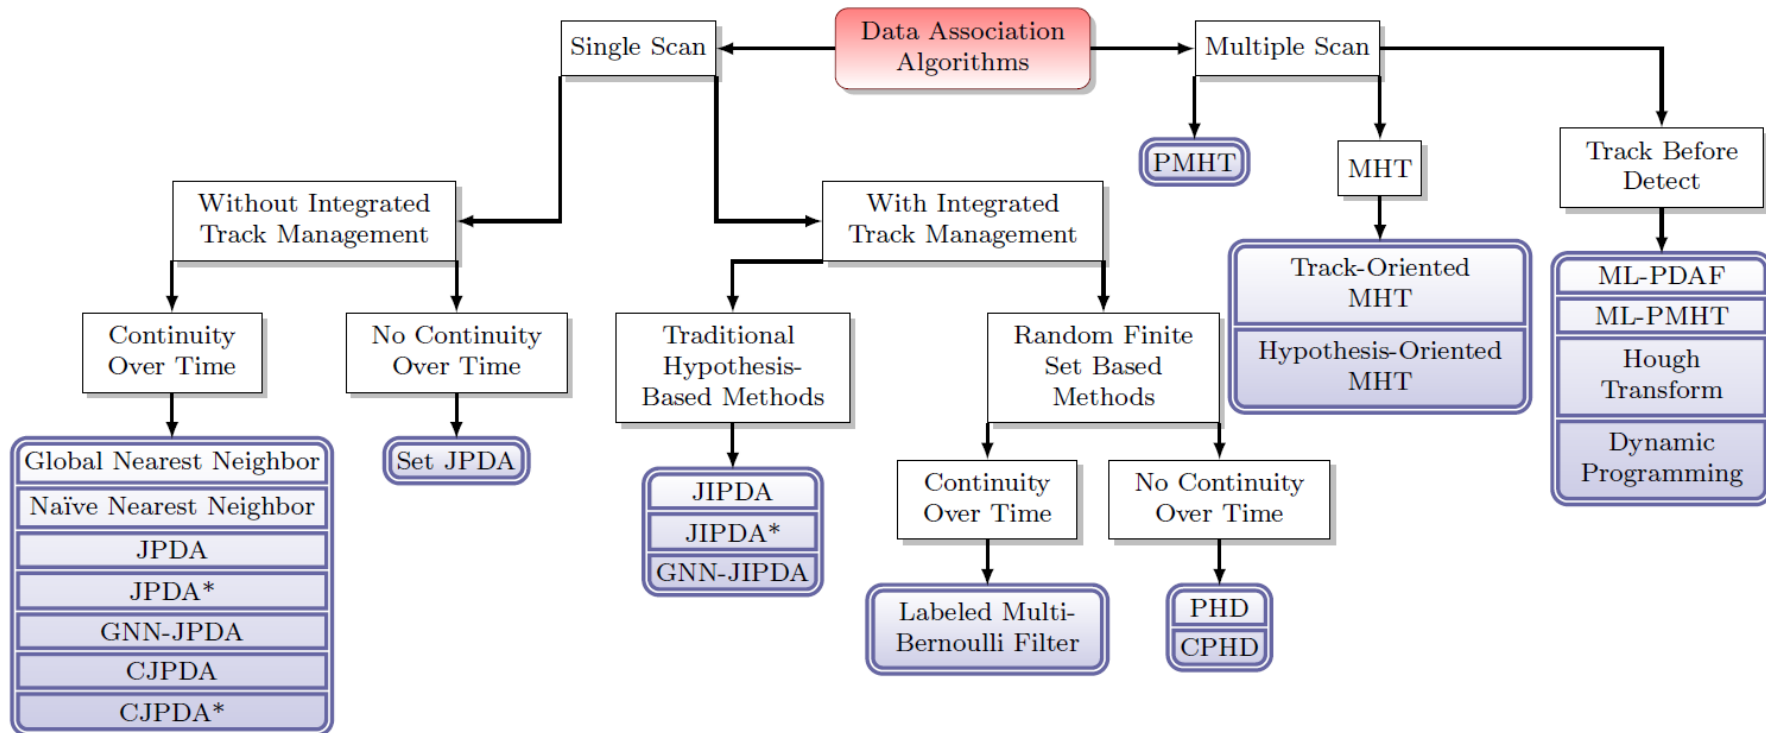 Data Association
Algorithms
Single Scan
Multiple Scan
PMHT
MHT
Track Before
Detect
Without Integrated
Track Management
With Integrated
Track Management
Track-Oriented
MHT
Hypothesis-Oriented
MHT
ML-PDAF
ML-PMHT
Hough
Transform
Dynamic
Programming
Continuity
Over Time
No Continuity
Over Time
Traditional
Hypothesis-
Based Methods
Random Finite
Set Based
Methods
Global Nearest Neighbor
Naïve Nearest Neighbor
JPDA
JPDA*
GNN-JPDA
CJPDA
CJPDA*
Set JPDA
JIPDA
JIPDA*
GNN-JIPDA
Continuity
Over Time
No Continuity
Over Time
Labeled Multi-
Bernoulli Filter
PHD
CPHD